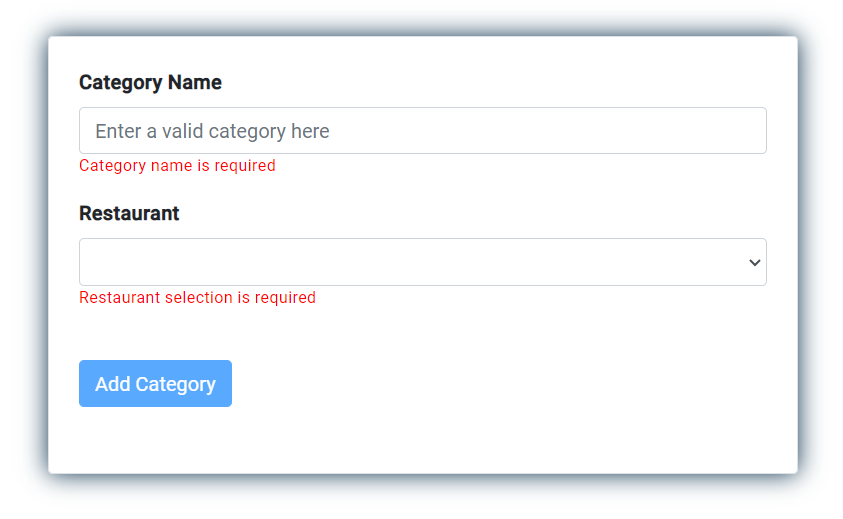 Category Name
Enter a valid category here
Category name is required
Restaurant
Restaurant selection is required
Add Category